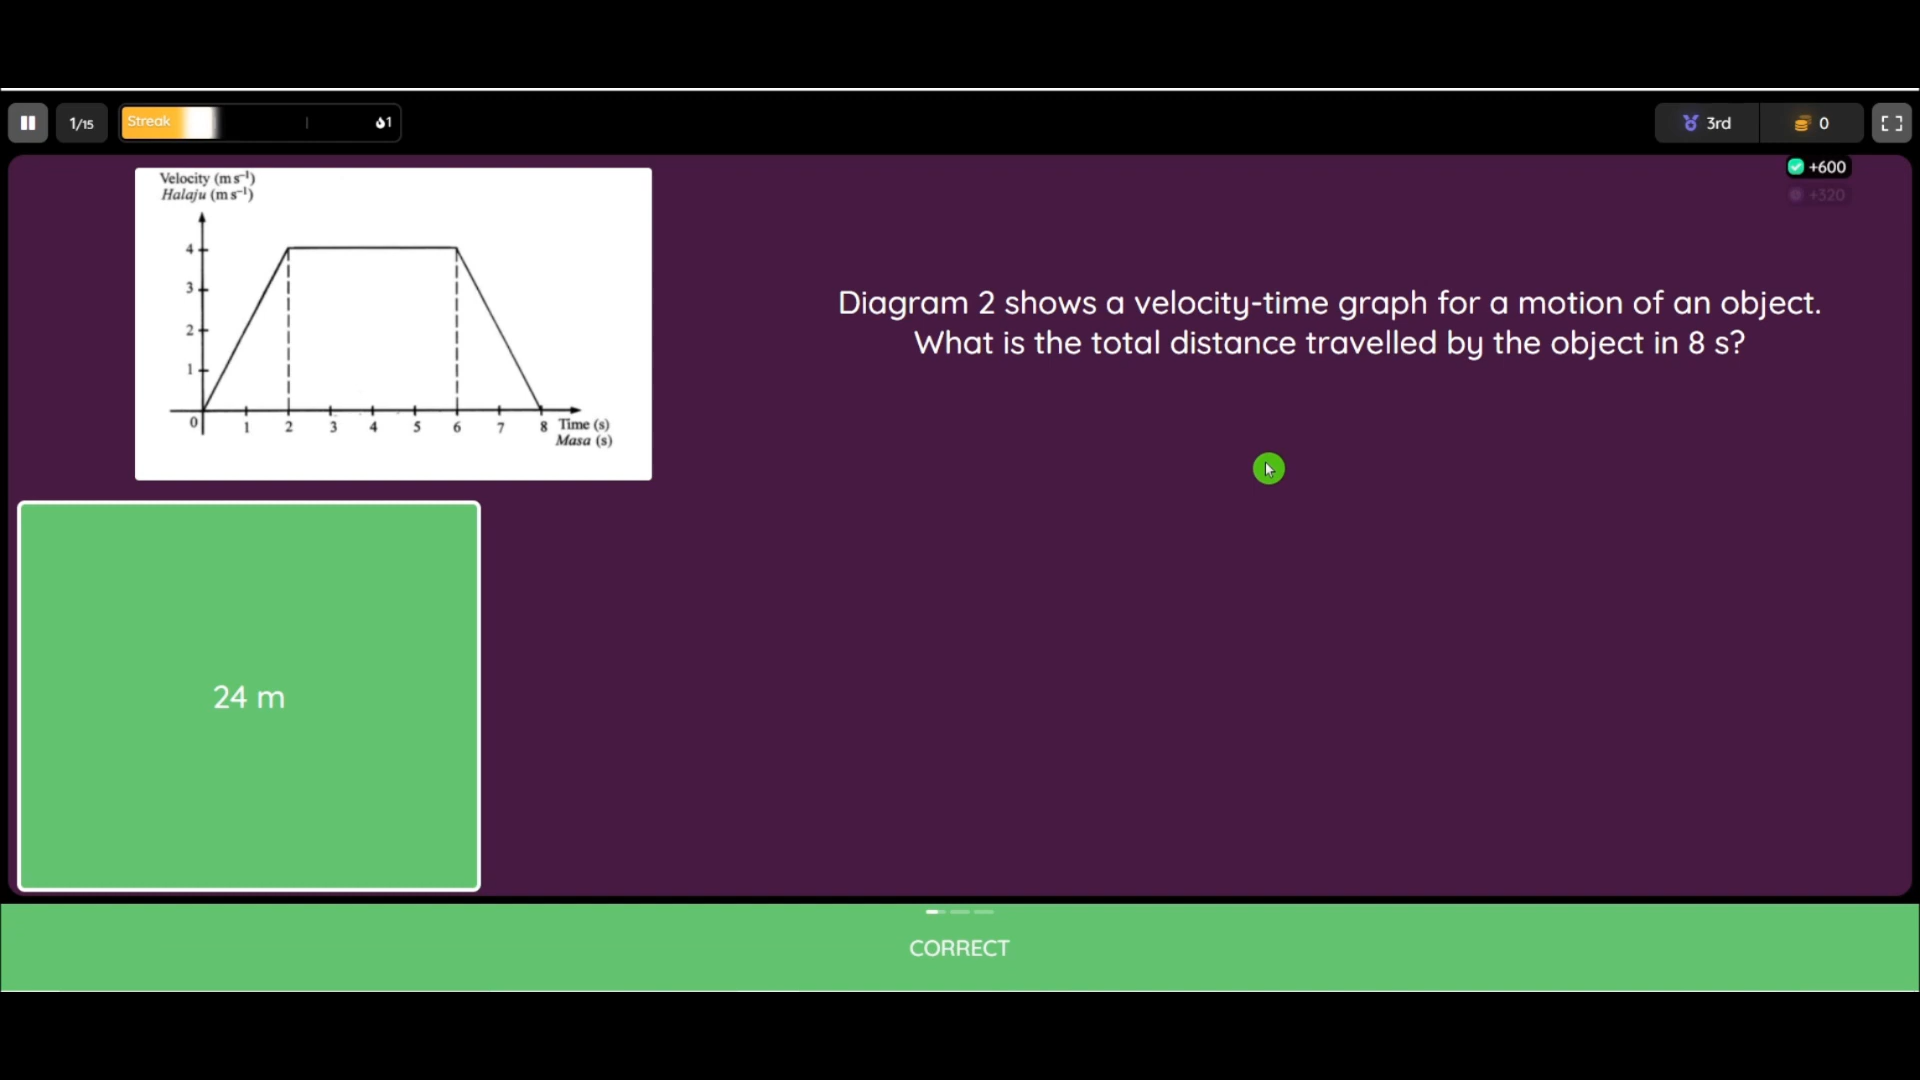 1/15
Streak
1
3rd
0
+600
+320
Velocity (m s⁻¹)
Halaju (m s⁻¹)
4
3
2
1
0
1 2 3 4 5 6 7 8
Time (s)
Masa (s)
Diagram 2 shows a velocity-time graph for a motion of an object.
What is the total distance travelled by the object in 8 s?
24 m
CORRECT